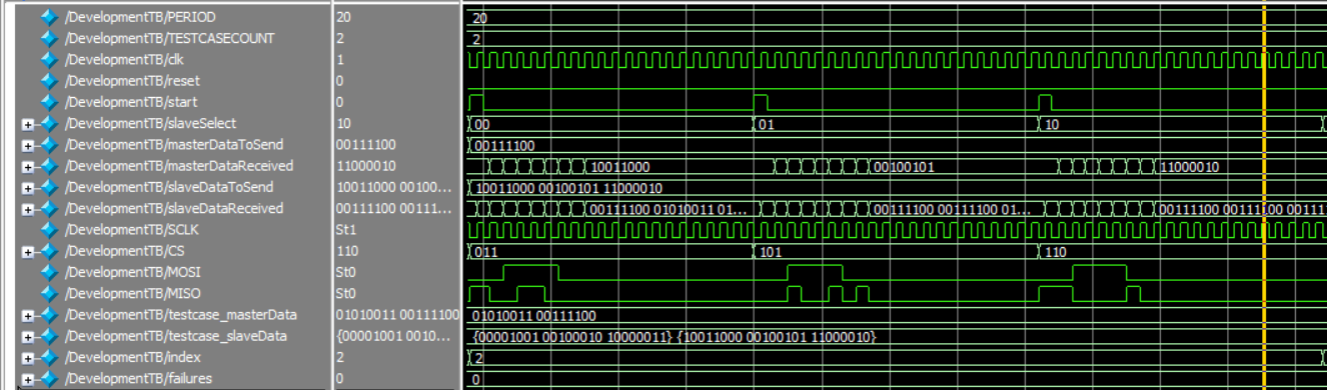 /DevelopmentTB/PERIOD 20 20
/DevelopmentTB/TESTCASECOUNT 2 2
/DevelopmentTB/clk 1
/DevelopmentTB/reset 0
/DevelopmentTB/start 0
/DevelopmentTB/slaveSelect 10 00 01 10
/DevelopmentTB/masterDataToSend 00111100 00111100
/DevelopmentTB/masterDataReceived 11000010 10011000 00100101 11000010
/DevelopmentTB/slaveDataToSend 10011000 00100... 10011000 00100101 11000010
/DevelopmentTB/slaveDataReceived 00111100 00111... 00111100 01010011 01... 00111100 00111100 01... 00111100 00111100 00111
/DevelopmentTB/SCLK St1
/DevelopmentTB/CS 110 011 101 110
/DevelopmentTB/MOSI St0
/DevelopmentTB/MISO St0
/DevelopmentTB/testcase_masterData 01010011 00111100 01010011 00111100
/DevelopmentTB/testcase_slaveData {00001001 0010... {00001001 00100010 10000011} {10011000 00100101 11000010}
/DevelopmentTB/index 2 2
/DevelopmentTB/failures 0 0